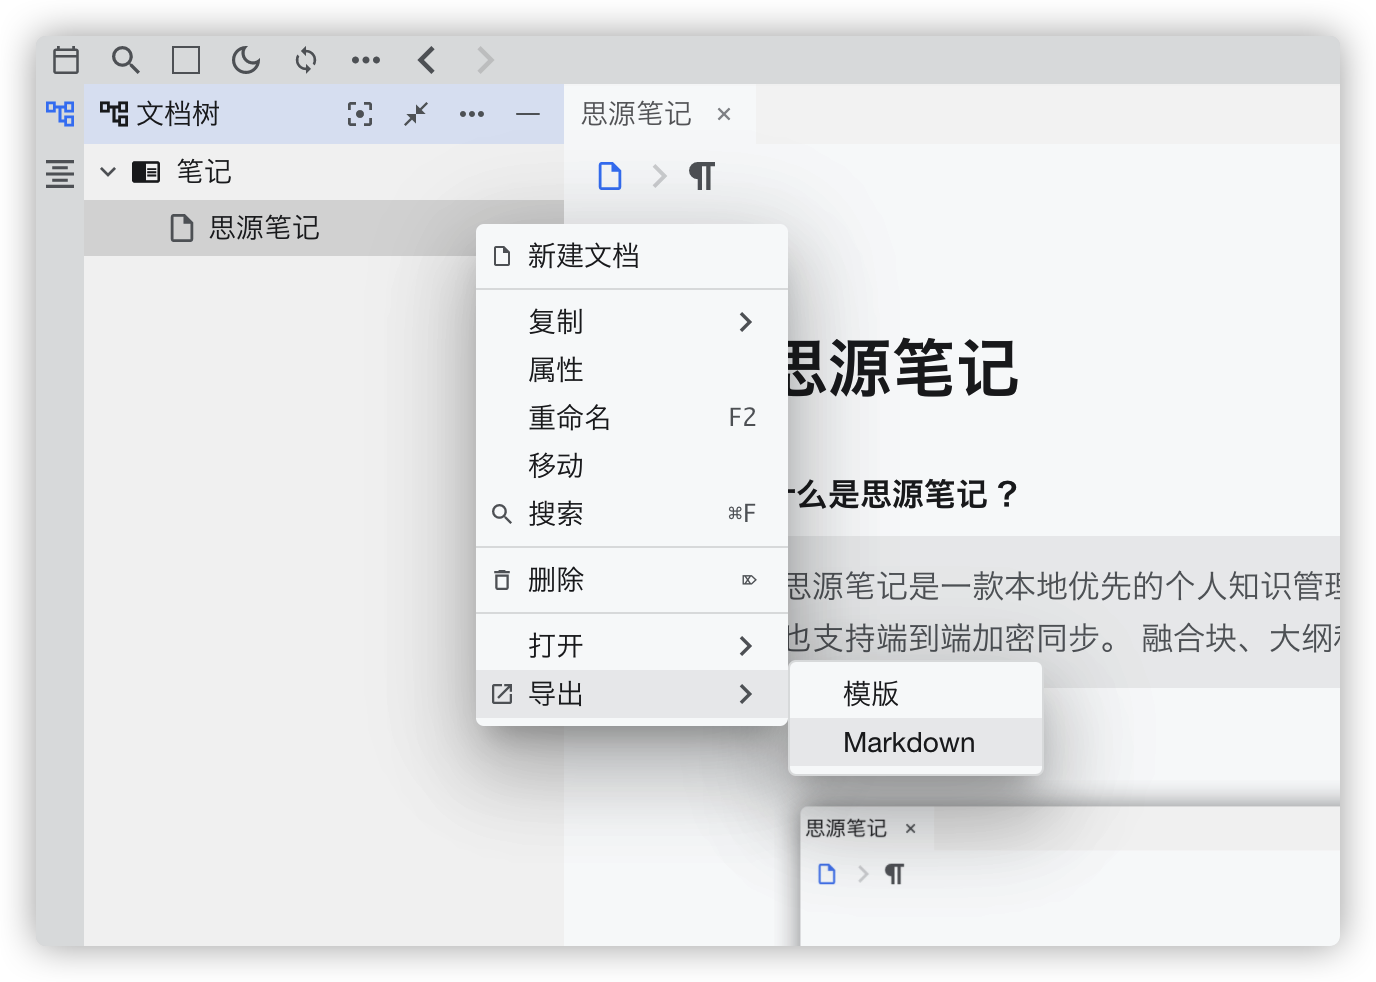 文档树
笔记
思源笔记
思源笔记 ×
新建文档
复制
属性
重命名 F2
移动
搜索 ⌘F
删除 ⌦
打开
导出
模版
Markdown
思源笔记
么是思源笔记？
思源笔记是一款本地优先的个人知识管
也支持端到端加密同步。 融合块、大纲
思源笔记 ×